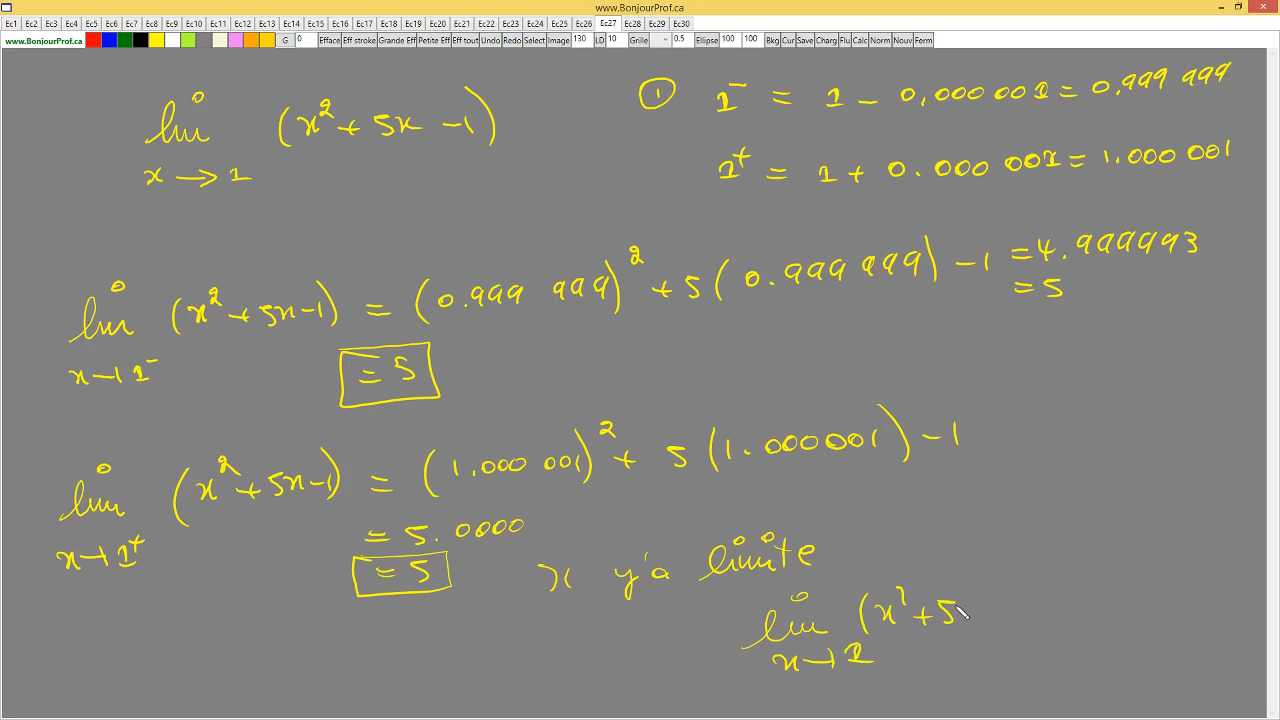 Ec1 Ec2 Ec3 Ec4 Ec5 Ec6 Ec7 Ec8 Ec9 Ec10 Ec11 Ec12 Ec13 Ec14 Ec15 Ec16 Ec17 Ec18 Ec19 Ec20 Ec21 Ec22 Ec23 Ec24 Ec25 Ec26 Ec27 Ec28 Ec29 Ec30
www.BonjourProf.ca
www.BonjourProf.ca G 0 Efface Eff stroke Grande Eff Petite Eff Eff tout Undo Redo Select Image 130 LD 10 Grille 0.5 Ellipse 100 100 Bkg Cur Save Charg Flu Calc Norm Nouv Ferm
lim (x² + 5x - 1)
x → 1
① 1⁻ = 1 - 0.000 001 = 0.999 999
1⁺ = 1 + 0.000 001 = 1.000 001
lim (x² + 5x - 1) = (0.999 999)² + 5(0.999 999) - 1 = 4.999993
= 5
x → 1⁻
= 5
lim (x² + 5x - 1) = (1.000 001)² + 5(1.000001) - 1
x → 1⁺
= 5.0000
= 5
y'a limite
lim (x² + 5
x → 1